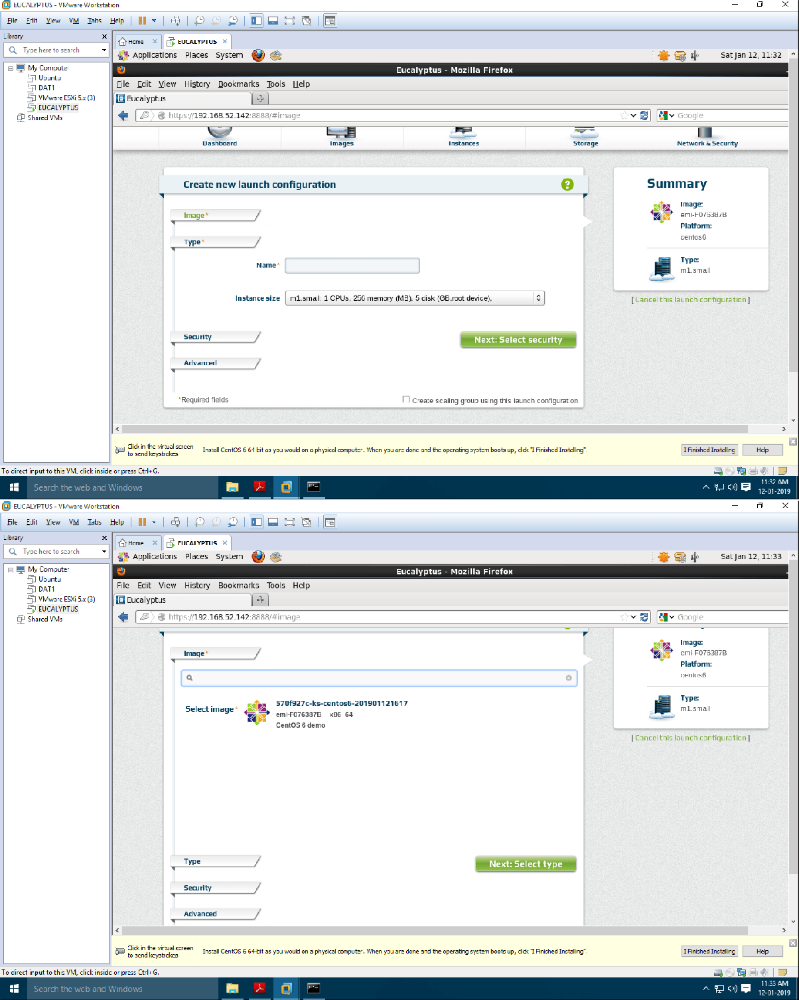 EUCALYPTUS - VMware Workstation
File Edit View VM Tabs Help
Library
Type here to search
My Computer
Ubuntu
DAT1
VMware ESXi 5.x (3)
EUCALYPTUS
Shared VMs
Home
EUCALYPTUS
Applications Places System
Sat Jan 12, 11:32
Eucalyptus - Mozilla Firefox
File Edit View History Bookmarks Tools Help
Eucalyptus
https://192.168.52.142:8888/#image
Google
Dashboard
Images
Instances
Storage
Network & Security
Create new launch configuration
?
Image*
Type*
Name*
Instance size
m1.small: 1 CPUs, 256 memory (MB), 5 disk (GB,root device),
Security
Next: Select security
Advanced
*Required fields
Create scaling group using this launch configuration
Summary
Image:
emi-F076387B
Platform:
centos6
Type:
m1.small
[ Cancel this launch configuration ]
Click in the virtual screen
to send keystrokes
Install CentOS 6 64-bit as you would on a physical computer. When you are done and the operating system boots up, click "I Finished Installing".
I Finished Installing
Help
To direct input to this VM, click inside or press Ctrl+G.
Search the web and Windows
11:32 AM
12-01-2019
EUCALYPTUS - VMware Workstation
File Edit View VM Tabs Help
Library
Type here to search
My Computer
Ubuntu
DAT1
VMware ESXi 5.x (3)
EUCALYPTUS
Shared VMs
Home
EUCALYPTUS
Applications Places System
Sat Jan 12, 11:33
Eucalyptus - Mozilla Firefox
File Edit View History Bookmarks Tools Help
Eucalyptus
https://192.168.52.142:8888/#image
Google
Image*
Select image*
570f927c-ks-centos6-201901121617
emi-F076387B x86_64
CentOS 6 demo
Type
Next: Select type
Security
Advanced
Image:
emi-F076387B
Platform:
centos6
Type:
m1.small
[ Cancel this launch configuration ]
Click in the virtual screen
to send keystrokes
Install CentOS 6 64-bit as you would on a physical computer. When you are done and the operating system boots up, click "I Finished Installing".
I Finished Installing
Help
To direct input to this VM, click inside or press Ctrl+G.
Search the web and Windows
11:33 AM
12-01-2019